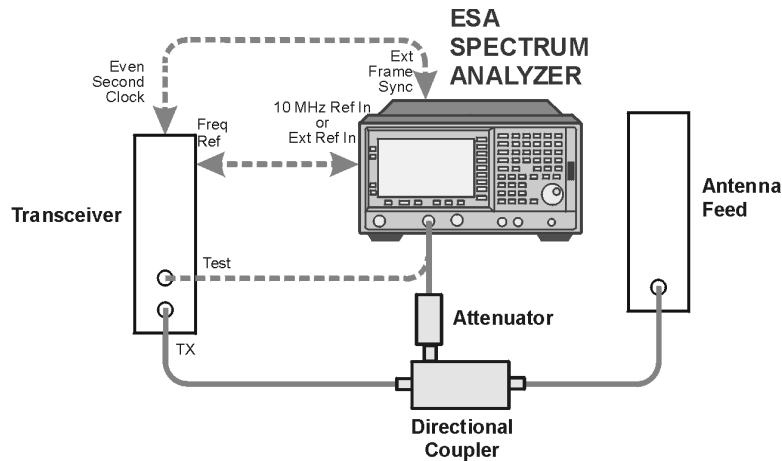 ESA
SPECTRUM
ANALYZER
Even
Second
Clock
Ext
Frame
Sync
10 MHz Ref In
or
Ext Ref In
Freq
Ref
Transceiver
Antenna
Feed
Test
Attenuator
TX
Directional
Coupler